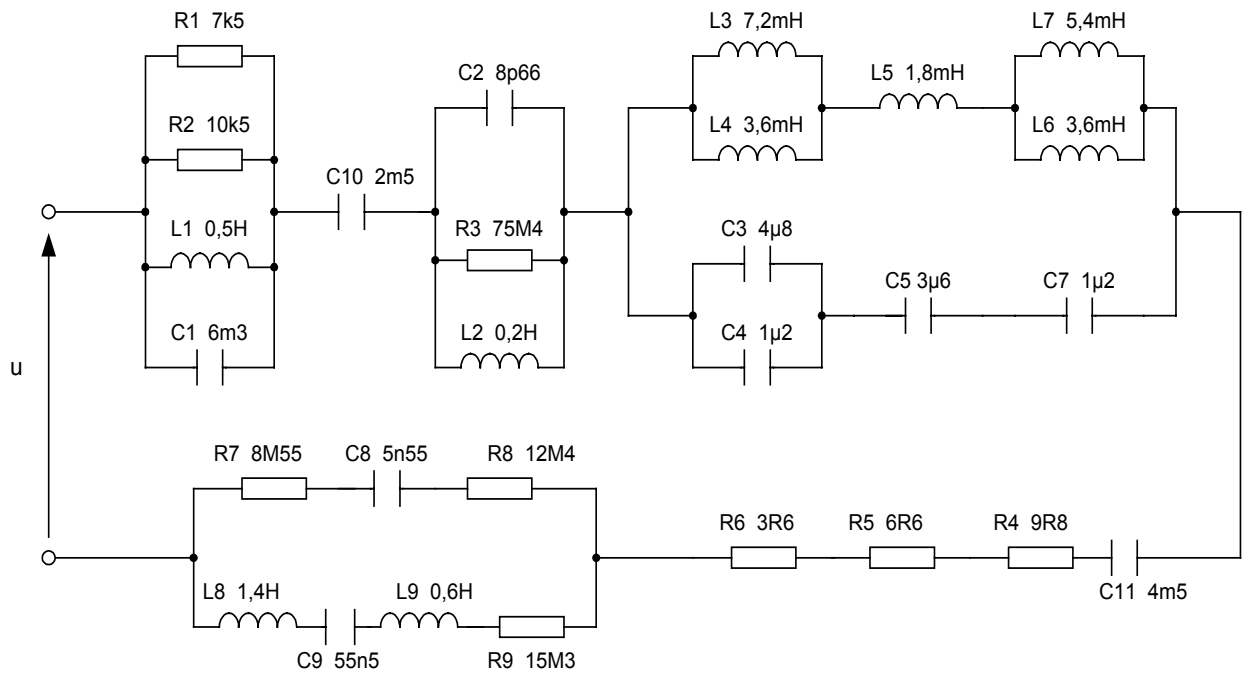 R1 7k5
L3 7,2mH
L7 5,4mH
C2 8p66
L5 1,8mH
R2 10k5
L4 3,6mH
L6 3,6mH
C10 2m5
L1 0,5H
R3 75M4
C3 4µ8
C5 3µ6
C7 1µ2
C1 6m3
L2 0,2H
C4 1µ2
u
R7 8M55
C8 5n55
R8 12M4
R6 3R6
R5 6R6
R4 9R8
L8 1,4H
L9 0,6H
C11 4m5
C9 55n5
R9 15M3